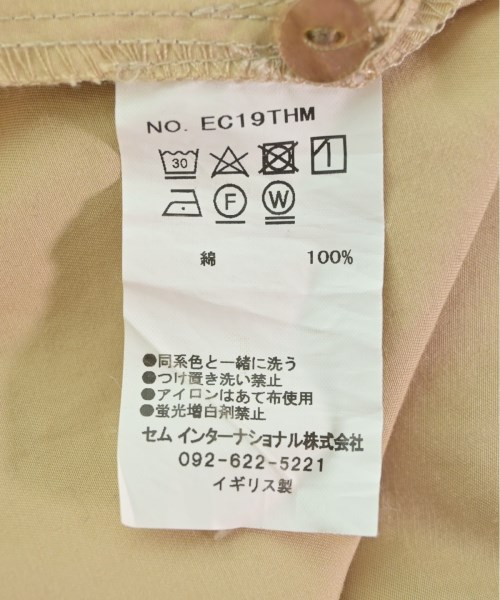 NO. EC19THM
30
F W
綿 100%
●同系色と一緒に洗う
●つけ置き洗い禁止
●アイロンはあて布使用
●蛍光増白剤禁止
セム インターナショナル株式会社
092-622-5221
イギリス製